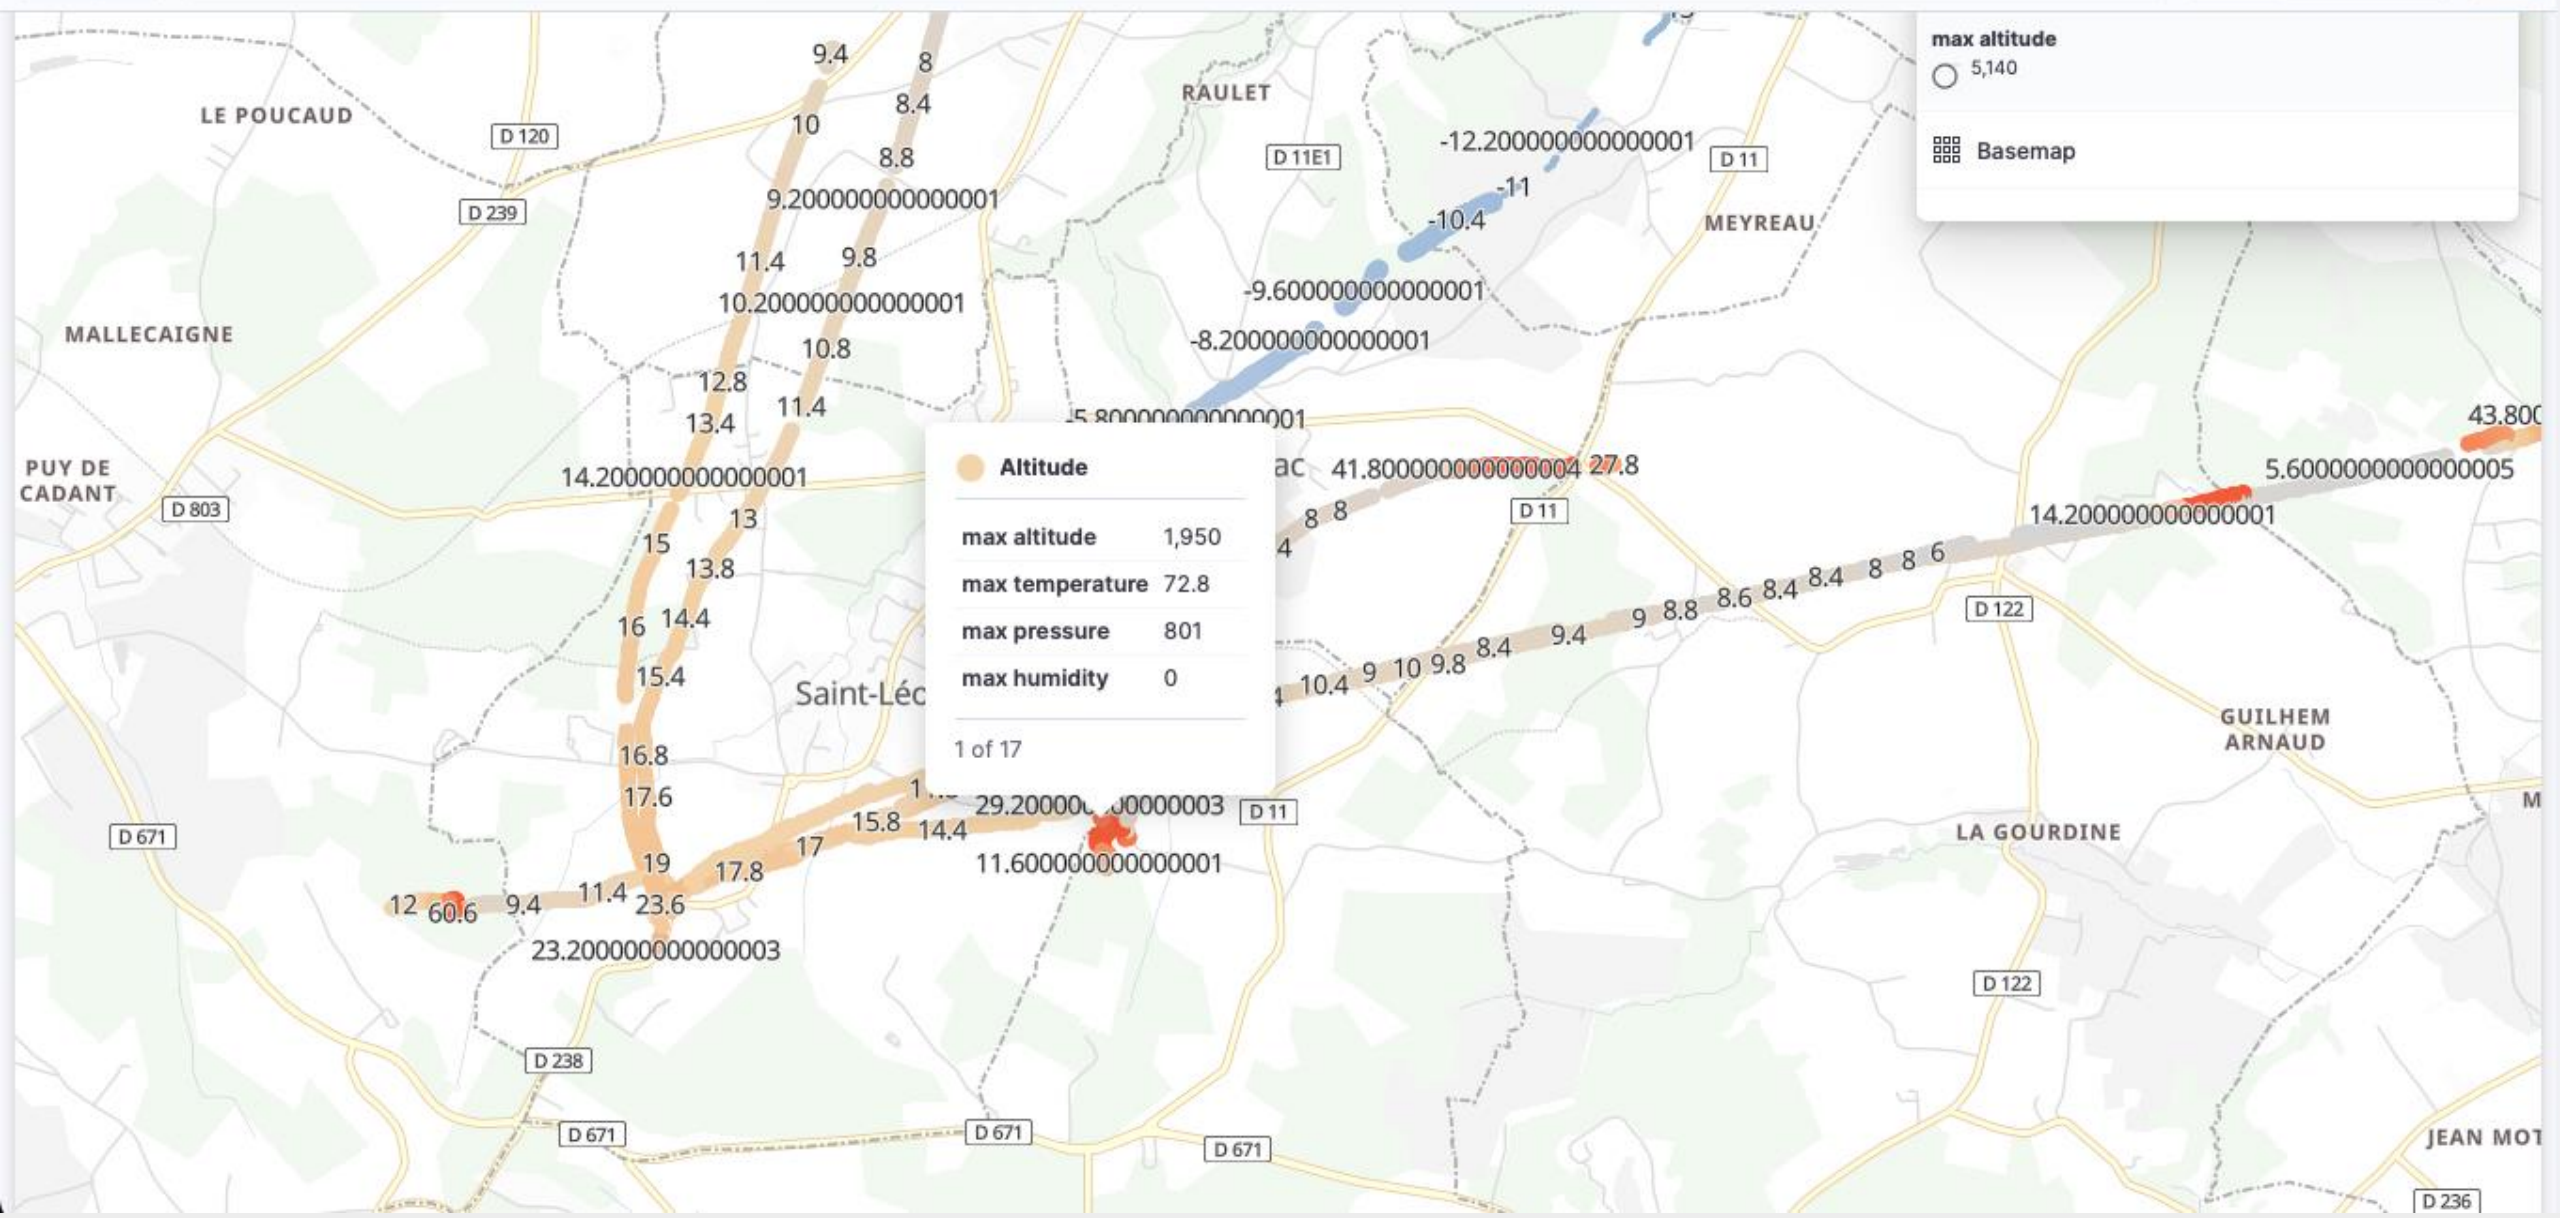 max altitude
5,140
Basemap
9.4
8
8.4
10
8.8
9.200000000000001
RAULET
LE POUCAUD
D 120
D 11E1
-12.200000000000001
D 11
-11
-10.4
MEYREAU
D 239
11.4
9.8
10.200000000000001
-9.600000000000001
MALLECAIGNE
10.8
-8.200000000000001
12.8
11.4
13.4
-5.800000000000001
43.800
PUY DE
CADANT
14.200000000000001
ac
41.800000000000004
27.8
5.6000000000000005
D 803
13
8
8
D 11
14.200000000000001
15
13.8
4
16
14.4
9
8.8
8.6
8.4
8.4
8
8
6
D 122
15.4
10.4
9
10
9.8
8.4
9.4
Saint-Léo
Altitude
max altitude 1,950
max temperature 72.8
max pressure 801
max humidity 0
1 of 17
GUILHEM
ARNAUD
16.8
17.6
29.200000000000003
D 11
M
D 671
15.8
14.4
17
LA GOURDINE
19
17.8
11.600000000000001
12
60.6
9.4
11.4
23.6
23.200000000000003
D 122
D 238
D 671
D 671
D 671
JEAN MOT
D 236